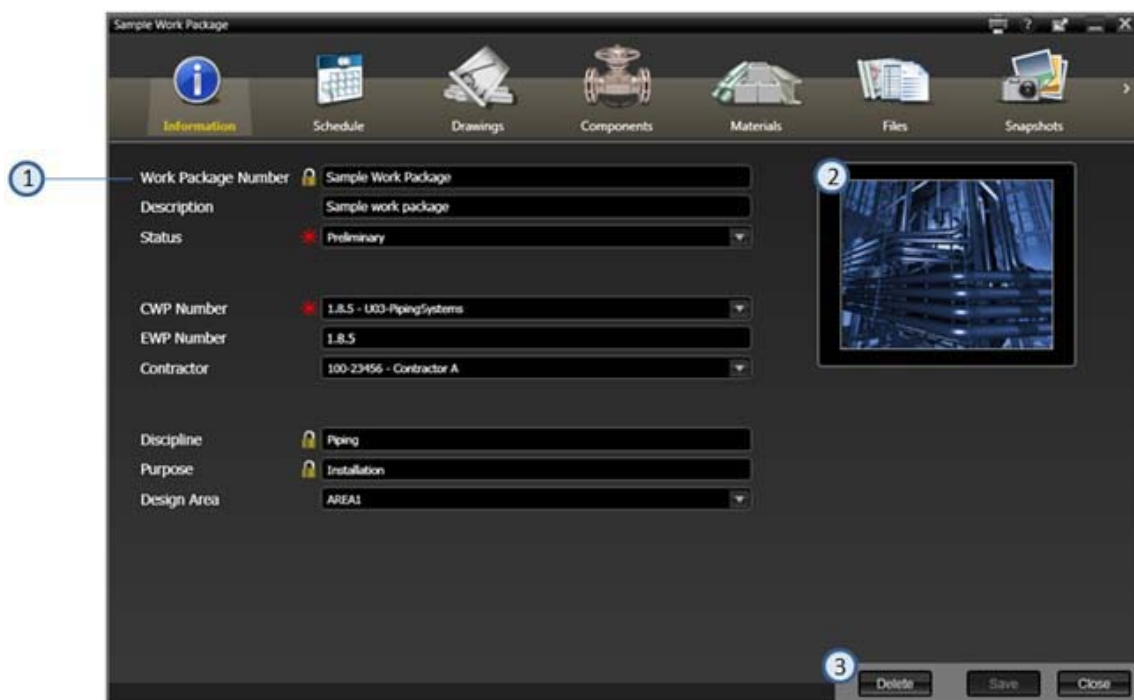 Sample Work Package
?
Information Schedule Drawings Components Materials Files Snapshots
1 Work Package Number Sample Work Package
2
Description Sample work package
Status Preliminary
CWP Number 1.8.5 - U03-PipingSystems
EWP Number 1.8.5
Contractor 100-23456 - Contractor A
Discipline Piping
Purpose Installation
Design Area AREA1
3 Delete Save Close